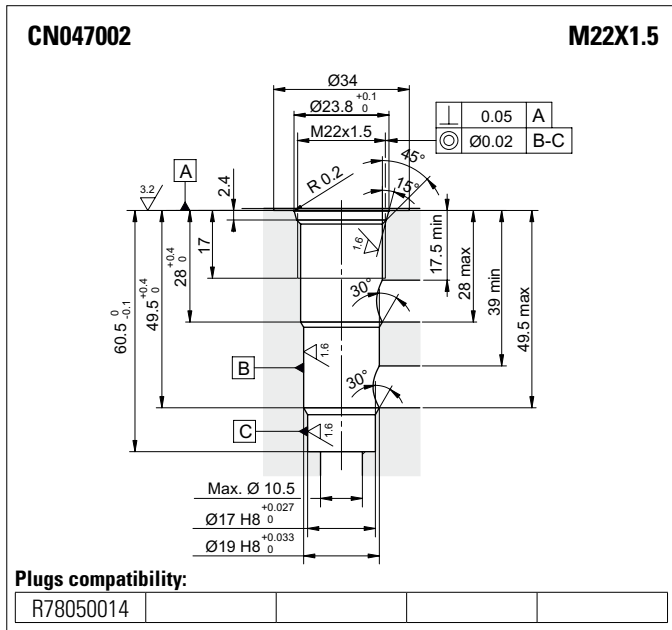 CN047002 M22X1.5
Ø34
Ø23.8 +0.1 0
M22x1.5
⊥ 0.05 A
◎ Ø0.02 B-C
45°
15°
R 0.2
2.4
A
3.2
1.6
17
28 +0.4 0
49.5 +0.4 0
60.5 0 -0.1
17.5 min
28 max
39 min
49.5 max
30°
B
1.6
30°
C
1.6
Max. Ø 10.5
Ø17 H8 +0.027 0
Ø19 H8 +0.033 0
Plugs compatibility:
R78050014